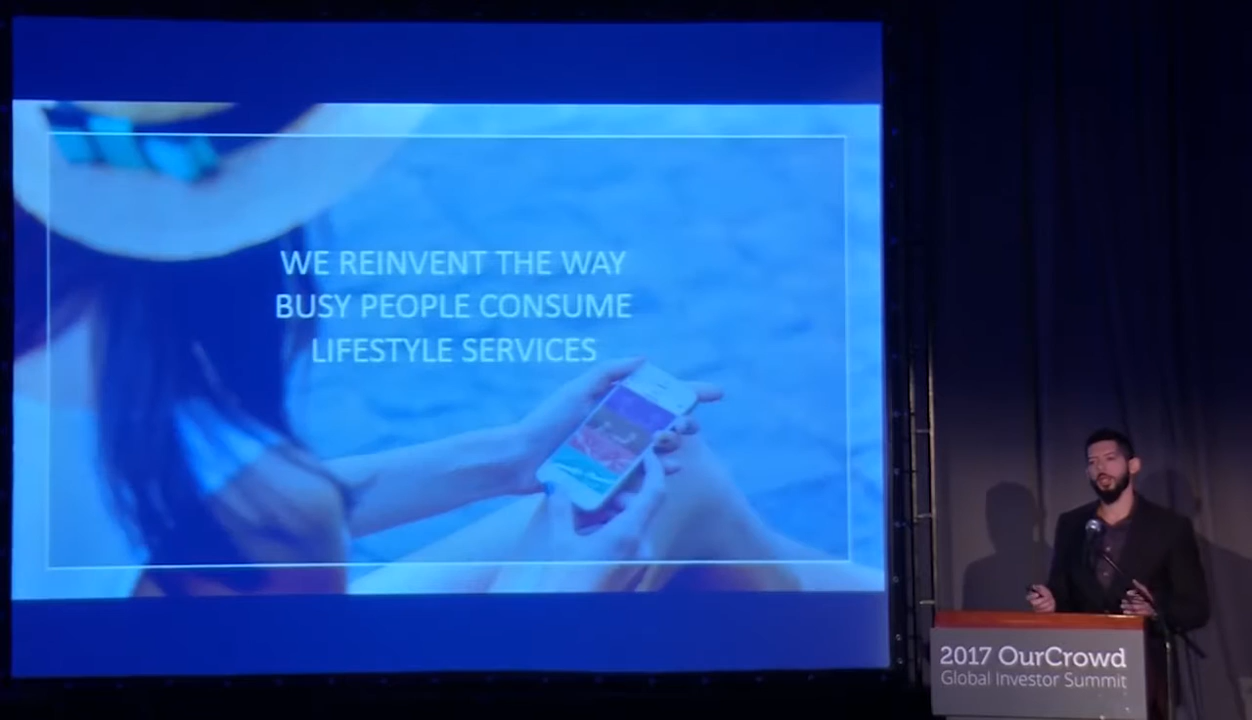 WE REINVENT THE WAY
BUSY PEOPLE CONSUME
LIFESTYLE SERVICES
2017 OurCrowd
Global Investor Summit